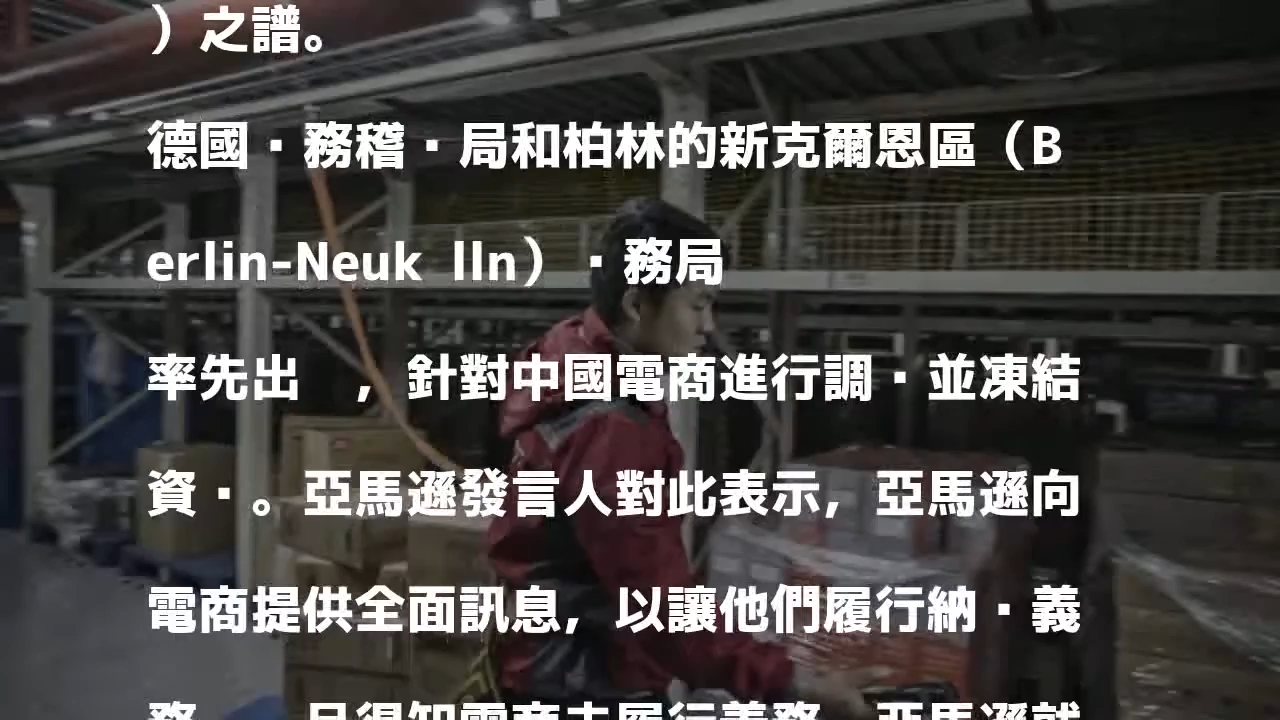 ）之譜。
德國▪務稽▪局和柏林的新克爾恩區（B
erlin-Neuk lln）▪務局
率先出　，針對中國電商進行調▪並凍結
資▪。亞馬遜發言人對此表示，亞馬遜向
電商提供全面訊息，以讓他們履行納▪義